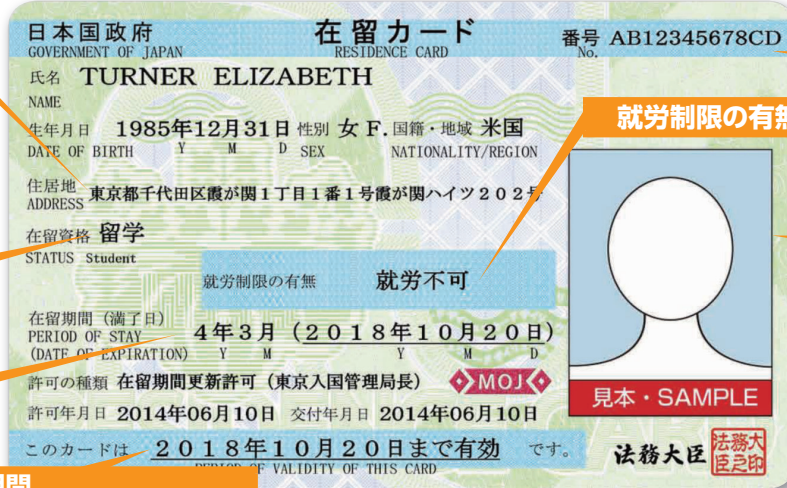 日本国政府 在留カード 番号 AB12345678CD
GOVERNMENT OF JAPAN RESIDENCE CARD No.
氏名 TURNER ELIZABETH
NAME
就労制限の有無
生年月日 1985年12月31日 性別 女 F. 国籍・地域 米国
DATE OF BIRTH Y M D SEX NATIONALITY/REGION
住居地 東京都千代田区霞が関1丁目1番1号霞が関ハイツ202号
ADDRESS
在留資格 留学
STATUS Student
就労制限の有無 就労不可
在留期間(満了日) 4年3月(2018年10月20日)
PERIOD OF STAY
(DATE OF EXPIRATION) Y M Y M D
許可の種類 在留期間更新許可(東京入国管理局長) MOJ
見本・SAMPLE
許可年月日 2014年06月10日 交付年月日 2014年06月10日
このカードは 2018年10月20日まで有効 です。
PERIOD OF VALIDITY OF THIS CARD
法務大臣 法務大臣之印